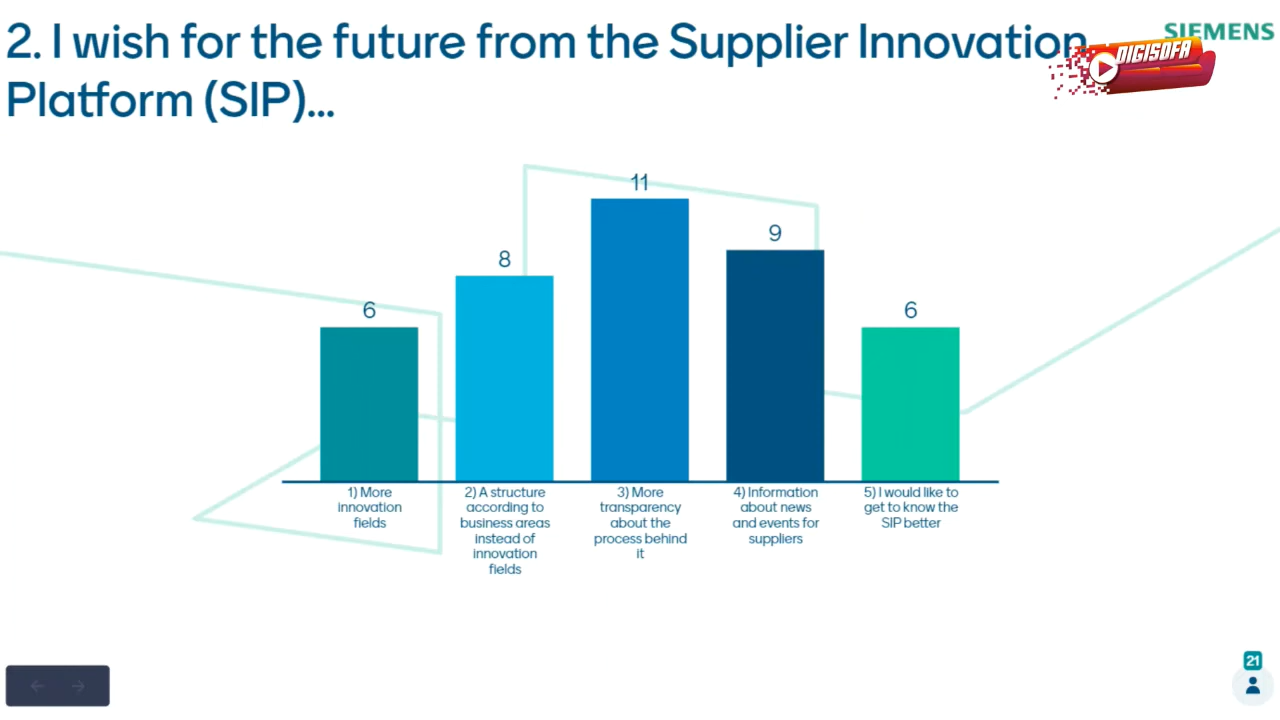 2. I wish for the future from the Supplier Innovation
Platform (SIP)...
SIEMENS
DIGISOFA
6
8
11
9
6
1) More
innovation
fields
2) A structure
according to
business areas
instead of
innovation
fields
3) More
transparency
about the
process behind
it
4) Information
about news
and events for
suppliers
5) I would like to
get to know the
SIP better
21